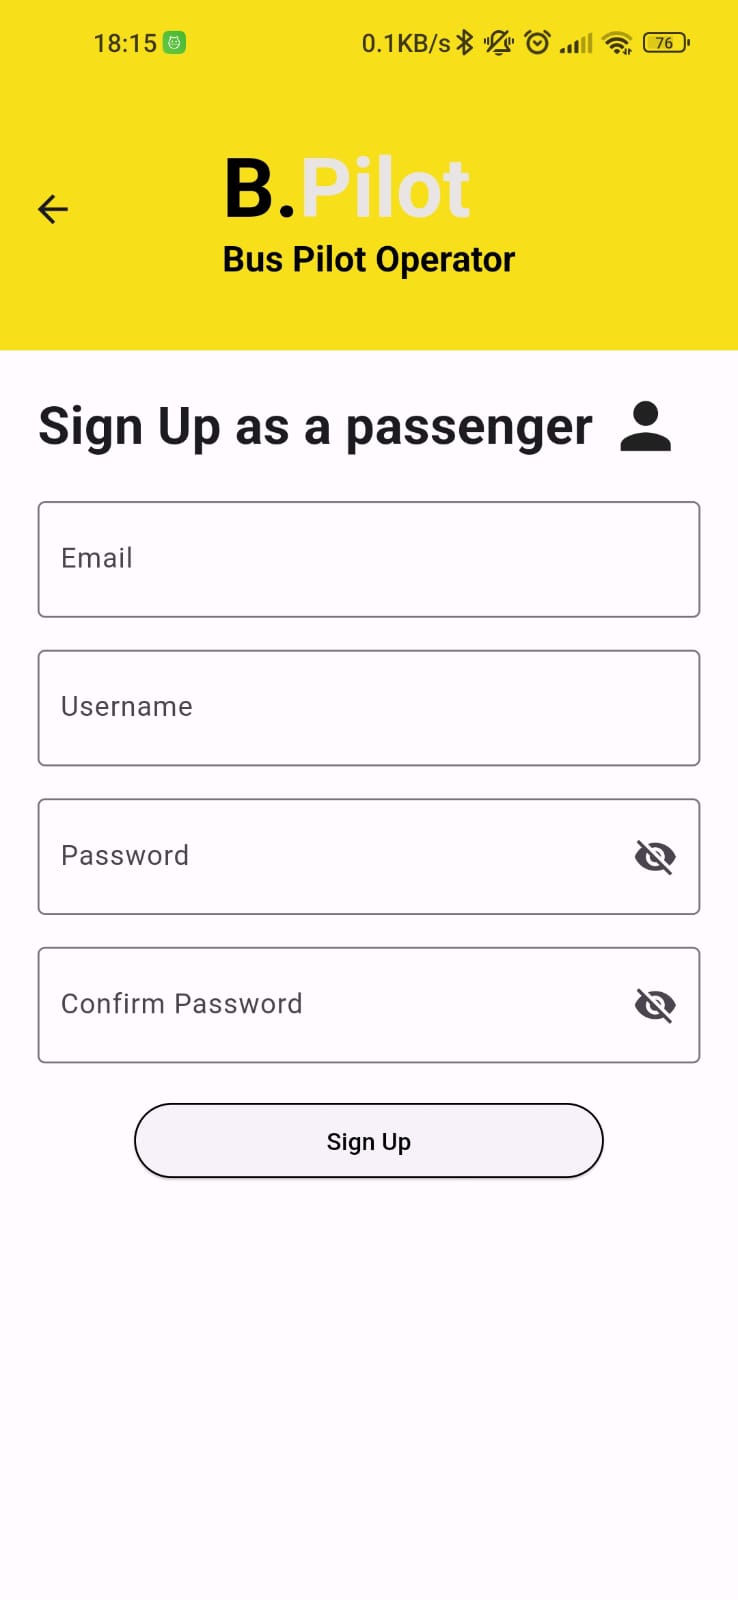 18:15 0.1KB/s 76
B.Pilot
Bus Pilot Operator
Sign Up as a passenger
Email
Username
Password
Confirm Password
Sign Up